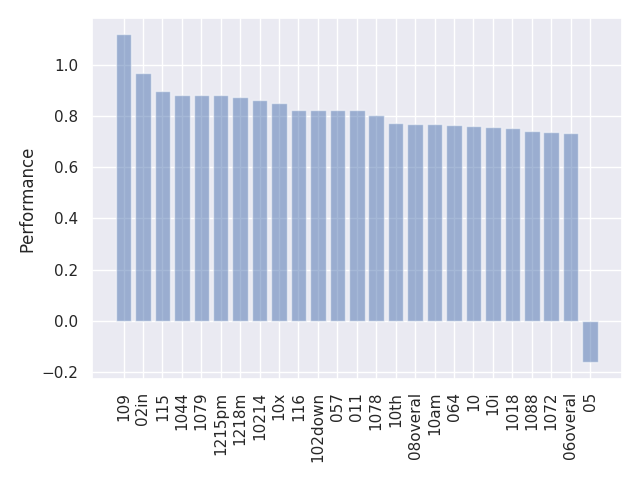 1.0
0.8
0.6
0.4
0.2
0.0
−0.2
Performance
109
02in
115
1044
1079
1215pm
1218m
10214
10x
116
102down
057
011
1078
10th
08overal
10am
064
10
10i
1018
1088
1072
06overal
05